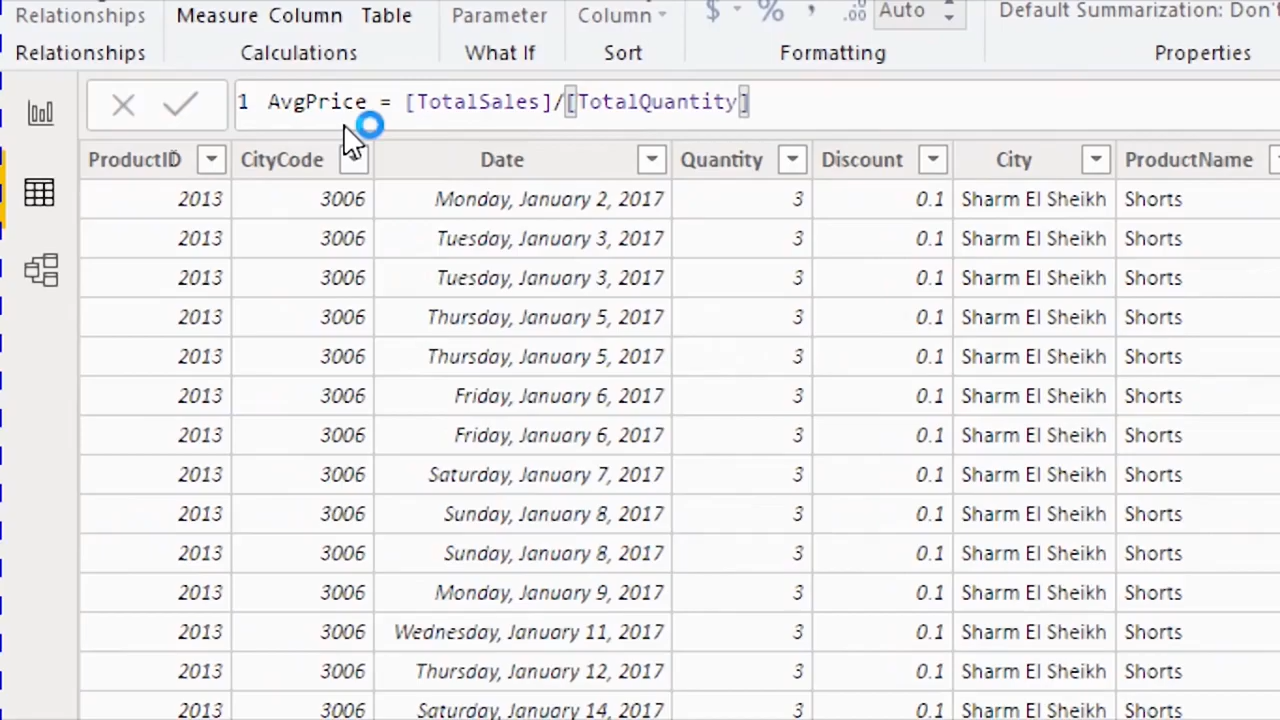 Relationships Measure Column Table Parameter Column $ % , .00 Auto Default Summarization: Don't
Relationships Calculations What If Sort Formatting Properties
1 AvgPrice = [TotalSales]/[TotalQuantity]
ProductID CityCode Date Quantity Discount City ProductName
2013 3006 Monday, January 2, 2017 3 0.1 Sharm El Sheikh Shorts
2013 3006 Tuesday, January 3, 2017 3 0.1 Sharm El Sheikh Shorts
2013 3006 Tuesday, January 3, 2017 3 0.1 Sharm El Sheikh Shorts
2013 3006 Thursday, January 5, 2017 3 0.1 Sharm El Sheikh Shorts
2013 3006 Thursday, January 5, 2017 3 0.1 Sharm El Sheikh Shorts
2013 3006 Friday, January 6, 2017 3 0.1 Sharm El Sheikh Shorts
2013 3006 Friday, January 6, 2017 3 0.1 Sharm El Sheikh Shorts
2013 3006 Saturday, January 7, 2017 3 0.1 Sharm El Sheikh Shorts
2013 3006 Sunday, January 8, 2017 3 0.1 Sharm El Sheikh Shorts
2013 3006 Sunday, January 8, 2017 3 0.1 Sharm El Sheikh Shorts
2013 3006 Monday, January 9, 2017 3 0.1 Sharm El Sheikh Shorts
2013 3006 Wednesday, January 11, 2017 3 0.1 Sharm El Sheikh Shorts
2013 3006 Thursday, January 12, 2017 3 0.1 Sharm El Sheikh Shorts
2013 3006 Saturday, January 14, 2017 3 0.1 Sharm El Sheikh Shorts